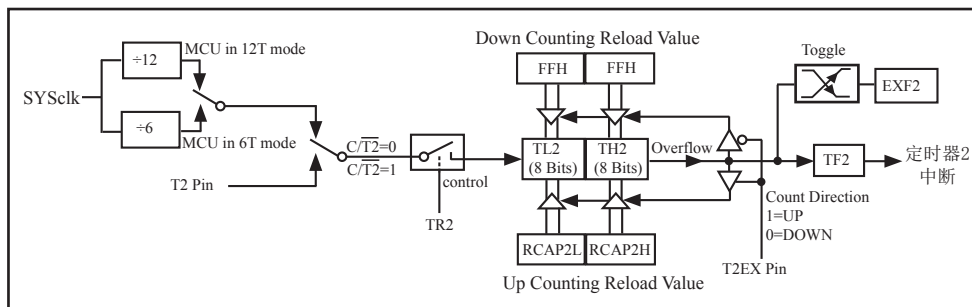 Down Counting Reload Value
Toggle
MCU in 12T mode
÷12
FFH
FFH
EXF2
SYSclk
÷6
MCU in 6T mode
C/T2=0
C/T2=1
TL2
(8 Bits)
TH2
(8 Bits)
Overflow
TF2
定时器2
中断
T2 Pin
control
Count Direction
1=UP
0=DOWN
TR2
RCAP2L
RCAP2H
T2EX Pin
Up Counting Reload Value